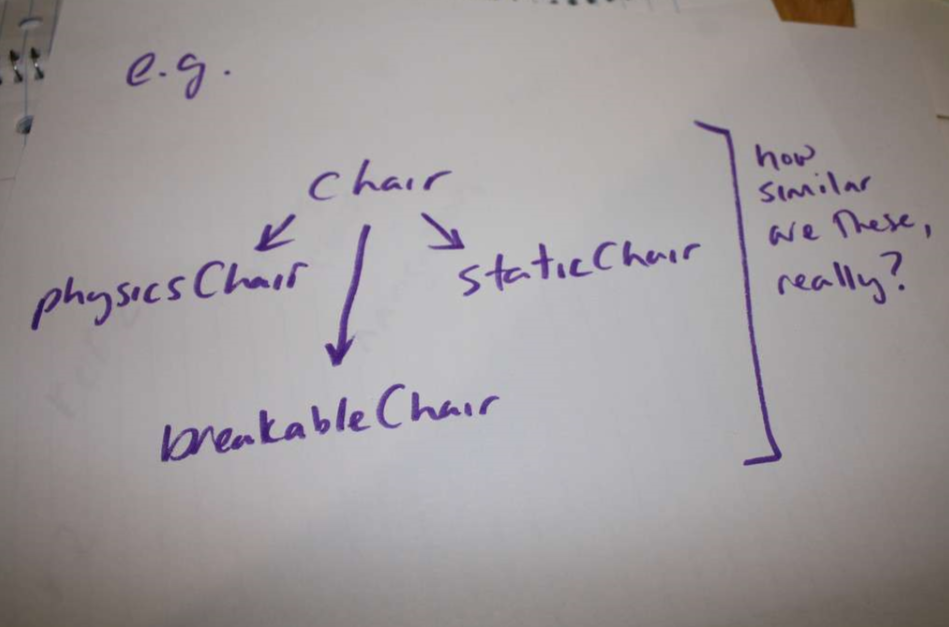 e.g.
Chair
physicsChair
staticChair
breakableChair
how
similar
are these,
really?